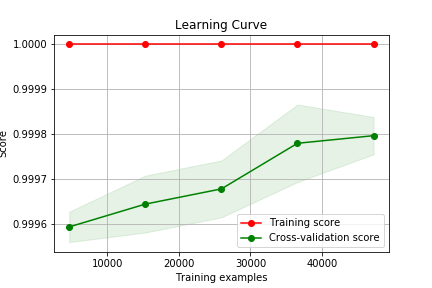 Learning Curve
1.0000
0.9999
0.9998
0.9997
0.9996
Score
10000 20000 30000 40000
Training examples
Training score
Cross-validation score